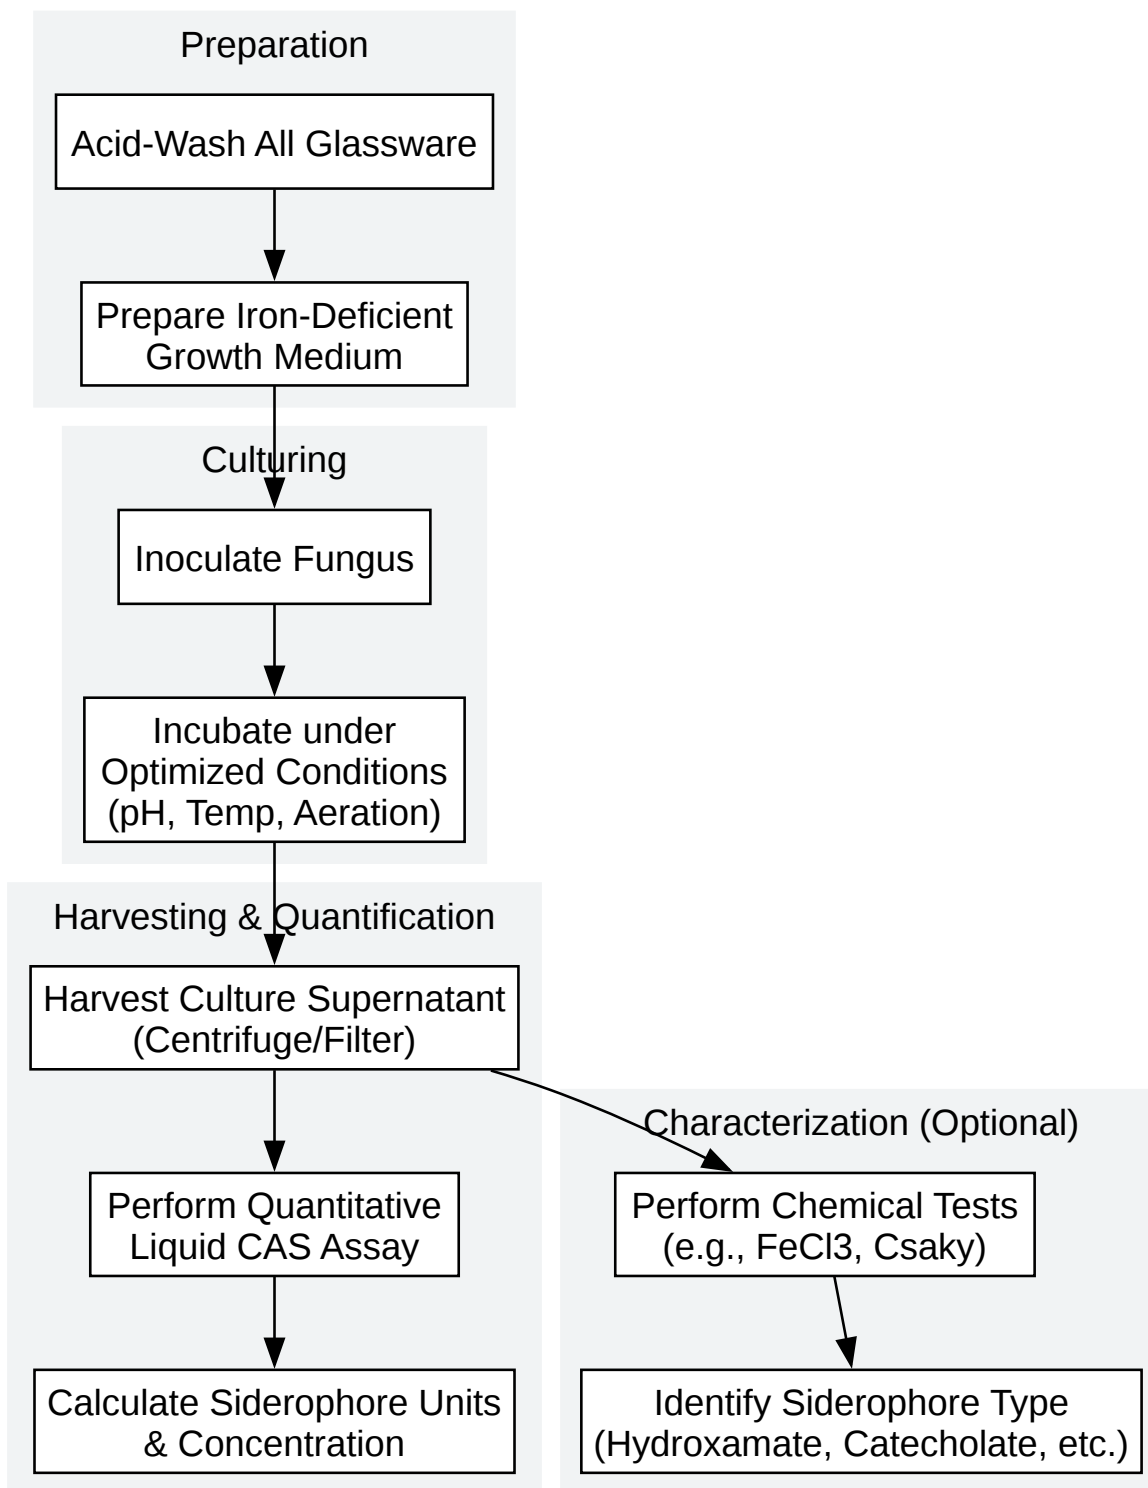 Preparation
Acid-Wash All Glassware
Prepare Iron-Deficient
Growth Medium
Culturing
Inoculate Fungus
Incubate under
Optimized Conditions
(pH, Temp, Aeration)
Harvesting & Quantification
Harvest Culture Supernatant
(Centrifuge/Filter)
Perform Quantitative
Liquid CAS Assay
Calculate Siderophore Units
& Concentration
Characterization (Optional)
Perform Chemical Tests
(e.g., FeCl3, Csaky)
Identify Siderophore Type
(Hydroxamate, Catecholate, etc.)